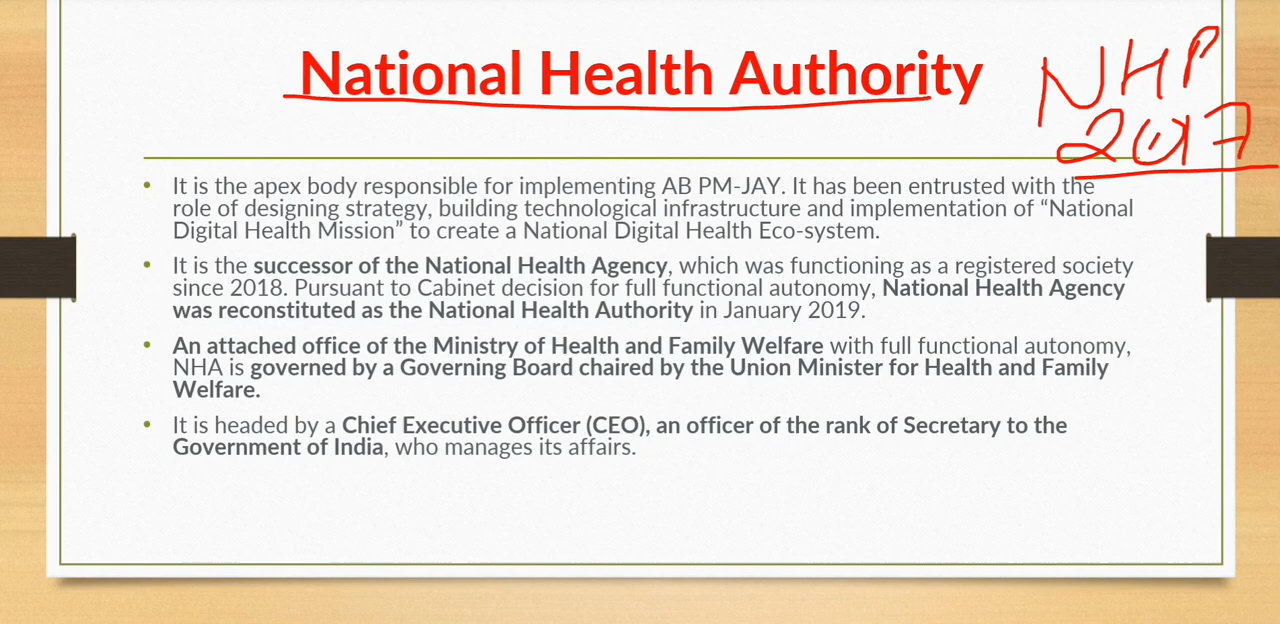 National Health Authority
NHP
2017
• It is the apex body responsible for implementing AB PM-JAY. It has been entrusted with the
role of designing strategy, building technological infrastructure and implementation of “National
Digital Health Mission” to create a National Digital Health Eco-system.
• It is the successor of the National Health Agency, which was functioning as a registered society
since 2018. Pursuant to Cabinet decision for full functional autonomy, National Health Agency
was reconstituted as the National Health Authority in January 2019.
• An attached office of the Ministry of Health and Family Welfare with full functional autonomy,
NHA is governed by a Governing Board chaired by the Union Minister for Health and Family
Welfare.
• It is headed by a Chief Executive Officer (CEO), an officer of the rank of Secretary to the
Government of India, who manages its affairs.